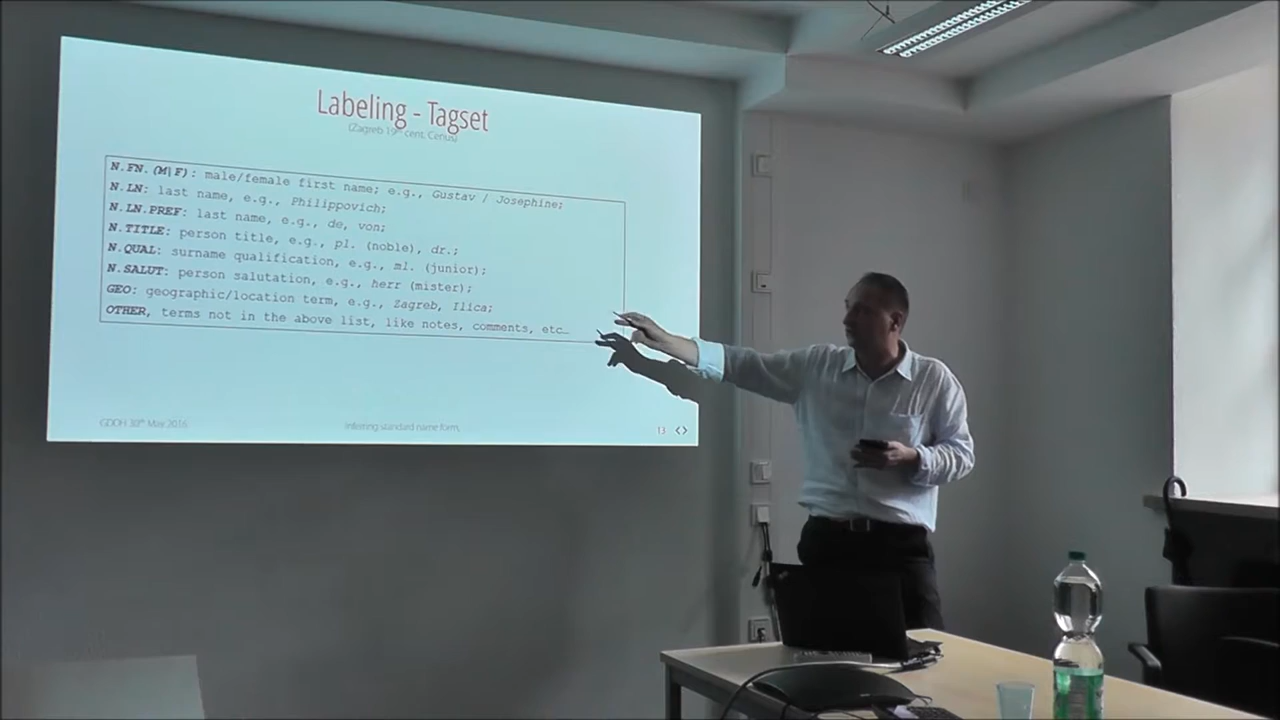 Labeling - Tagset
(Zagreb 19th cent. Cenus)
N.FN.(M|F): male/female first name; e.g., Gustav / Josephine;
N.LN: last name, e.g., Philippovich;
N.LN.PREF: last name, e.g., de, von;
N.TITLE: person title, e.g., pl. (noble), dr.;
N.QUAL: surname qualification, e.g., ml. (junior);
N.SALUT: person salutation, e.g., herr (mister);
GEO: geographic/location term, e.g., Zagreb, Ilica;
OTHER, terms not in the above list, like notes, comments, etc…
GDDH 30th May 2016
Inferring standard name form,
13 <>